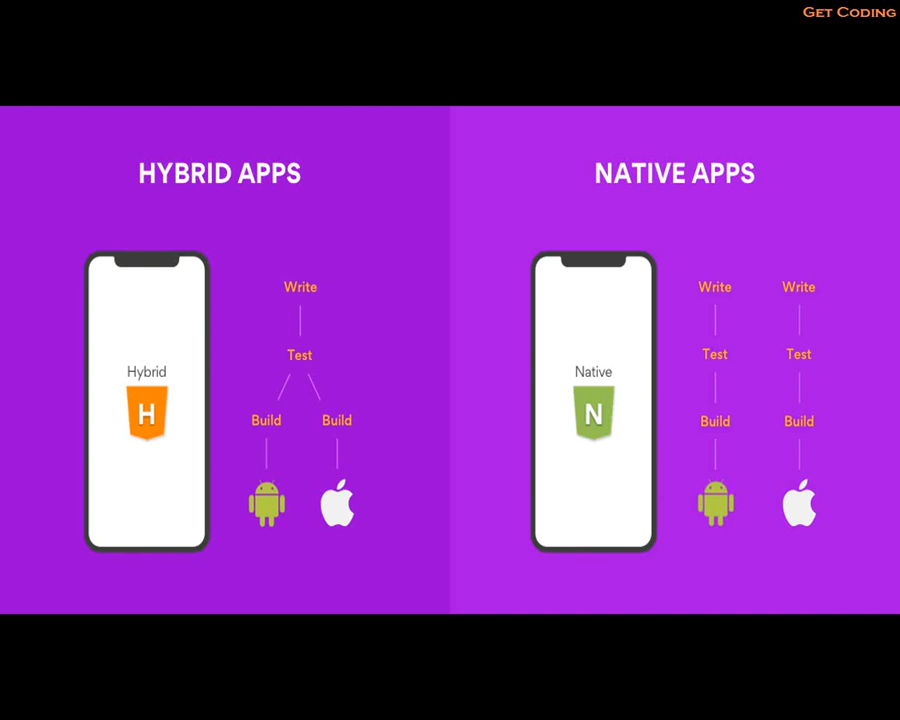 GET CODING
HYBRID APPS
Write
Test
Build Build
Hybrid
H
NATIVE APPS
Write Write
Test Test
Build Build
Native
N